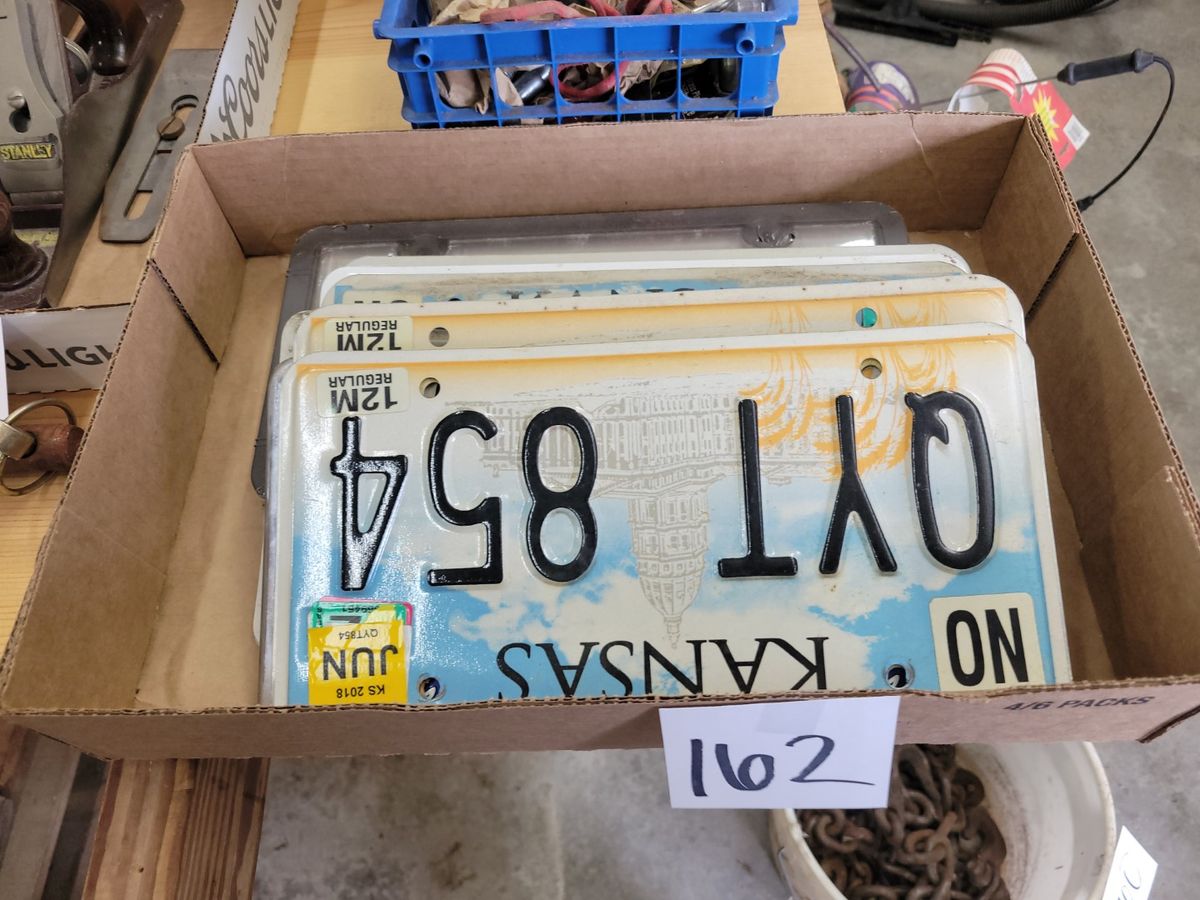 STANLEY
12M
REGULAR
12M
REGULAR
KANSAS
NO
QYT 854
KS 2018
JUN
QYT854
4/6 PACKS
162